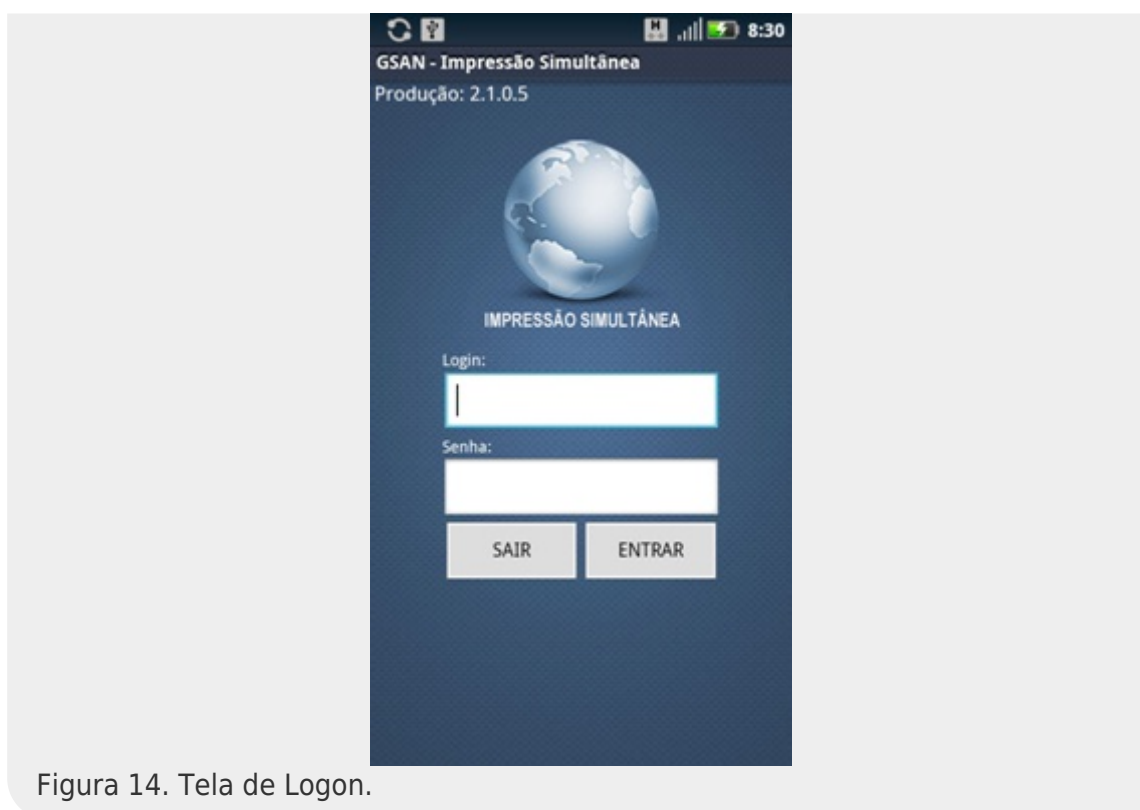 8:30
GSAN - Impressão Simultânea
Produção: 2.1.0.5
IMPRESSÃO SIMULTÂNEA
Login:
Senha:
SAIR ENTRAR
Figura 14. Tela de Logon.